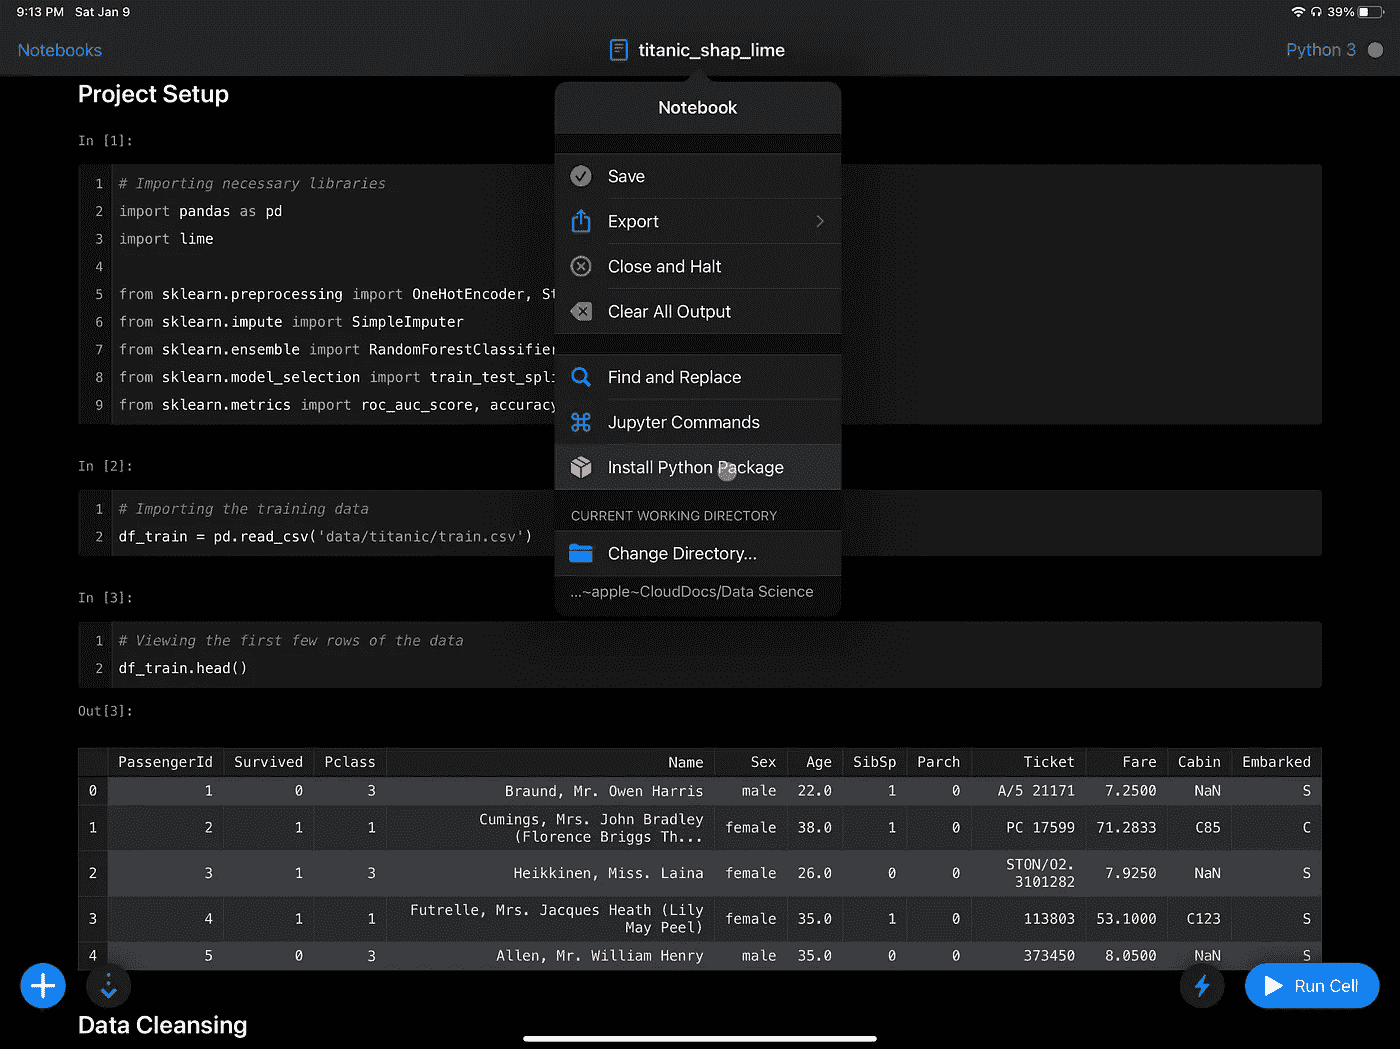 9:13 PM Sat Jan 9
39%
Notebooks
titanic_shap_lime
Python 3
Project Setup
In [1]:
1 # Importing necessary libraries
2 import pandas as pd
3 import lime
4
5 from sklearn.preprocessing import OneHotEncoder, St
6 from sklearn.impute import SimpleImputer
7 from sklearn.ensemble import RandomForestClassifier
8 from sklearn.model_selection import train_test_spli
9 from sklearn.metrics import roc_auc_score, accuracy
Notebook
Save
Export
Close and Halt
Clear All Output
Find and Replace
Jupyter Commands
Install Python Package
CURRENT WORKING DIRECTORY
Change Directory...
...~apple~CloudDocs/Data Science
In [2]:
1 # Importing the training data
2 df_train = pd.read_csv('data/titanic/train.csv')
In [3]:
1 # Viewing the first few rows of the data
2 df_train.head()
Out[3]:
PassengerId Survived Pclass Name Sex Age SibSp Parch Ticket Fare Cabin Embarked
0 1 0 3 Braund, Mr. Owen Harris male 22.0 1 0 A/5 21171 7.2500 NaN S
1 2 1 1 Cumings, Mrs. John Bradley (Florence Briggs Th... female 38.0 1 0 PC 17599 71.2833 C85 C
2 3 1 3 Heikkinen, Miss. Laina female 26.0 0 0 STON/O2. 3101282 7.9250 NaN S
3 4 1 1 Futrelle, Mrs. Jacques Heath (Lily May Peel) female 35.0 1 0 113803 53.1000 C123 S
4 5 0 3 Allen, Mr. William Henry male 35.0 0 0 373450 8.0500 NaN S
Run Cell
Data Cleansing